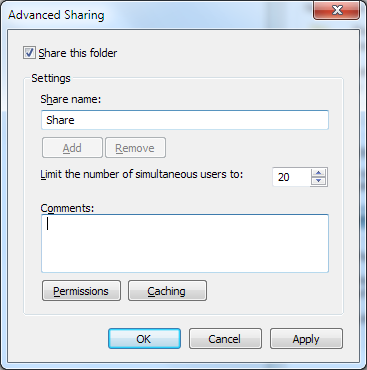 Advanced Sharing
Share this folder
Settings
Share name:
Share
Add Remove
Limit the number of simultaneous users to: 20
Comments:
Permissions Caching
OK Cancel Apply